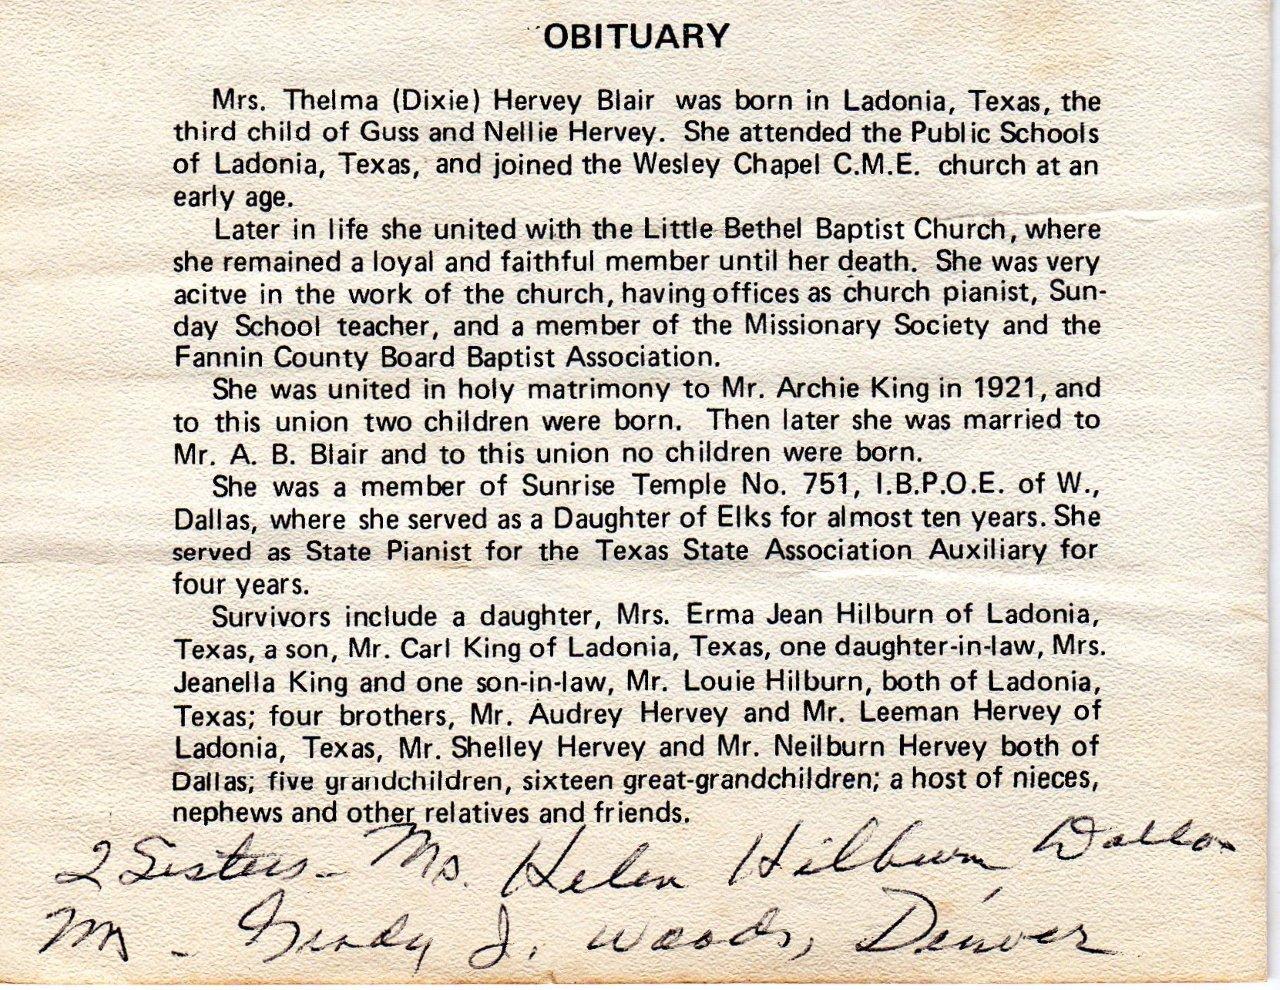 OBITUARY
Mrs. Thelma (Dixie) Hervey Blair was born in Ladonia, Texas, the
third child of Guss and Nellie Hervey. She attended the Public Schools
of Ladonia, Texas, and joined the Wesley Chapel C.M.E. church at an
early age.
Later in life she united with the Little Bethel Baptist Church, where
she remained a loyal and faithful member until her death. She was very
acitve in the work of the church, having offices as church pianist, Sun-
day School teacher, and a member of the Missionary Society and the
Fannin County Board Baptist Association.
She was united in holy matrimony to Mr. Archie King in 1921, and
to this union two children were born. Then later she was married to
Mr. A. B. Blair and to this union no children were born.
She was a member of Sunrise Temple No. 751, I.B.P.O.E. of W.,
Dallas, where she served as a Daughter of Elks for almost ten years. She
served as State Pianist for the Texas State Association Auxiliary for
four years.
Survivors include a daughter, Mrs. Erma Jean Hilburn of Ladonia,
Texas, a son, Mr. Carl King of Ladonia, Texas, one daughter-in-law, Mrs.
Jeanella King and one son-in-law, Mr. Louie Hilburn, both of Ladonia,
Texas; four brothers, Mr. Audrey Hervey and Mr. Leeman Hervey of
Ladonia, Texas, Mr. Shelley Hervey and Mr. Neilburn Hervey both of
Dallas; five grandchildren, sixteen great-grandchildren; a host of nieces,
nephews and other relatives and friends.
2 Sisters - Ms. Helen Hilburn Dallas
J. Woods, Denver